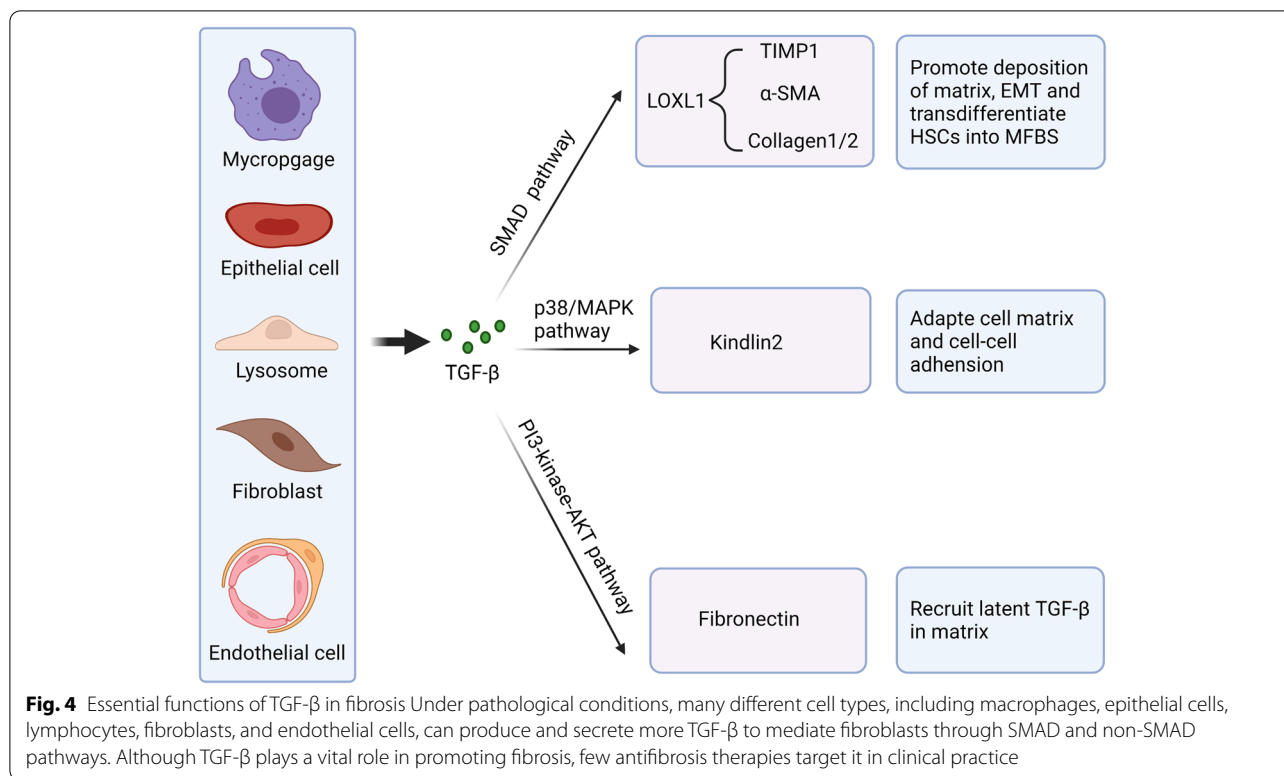 Mycropgage
Epithelial cell
Lysosome
Fibroblast
Endothelial cell
TGF-β
SMAD pathway
p38/MAPK
pathway
PI3-kinase-AKT pathway
LOXL1
TIMP1
α-SMA
Collagen1/2
Promote deposition
of matrix, EMT and
transdifferentiate
HSCs into MFBS
Kindlin2
Adapte cell matrix
and cell-cell
adhension
Fibronectin
Recruit latent TGF-β
in matrix
Fig. 4 Essential functions of TGF-β in fibrosis Under pathological conditions, many different cell types, including macrophages, epithelial cells,
lymphocytes, fibroblasts, and endothelial cells, can produce and secrete more TGF-β to mediate fibroblasts through SMAD and non-SMAD
pathways. Although TGF-β plays a vital role in promoting fibrosis, few antifibrosis therapies target it in clinical practice